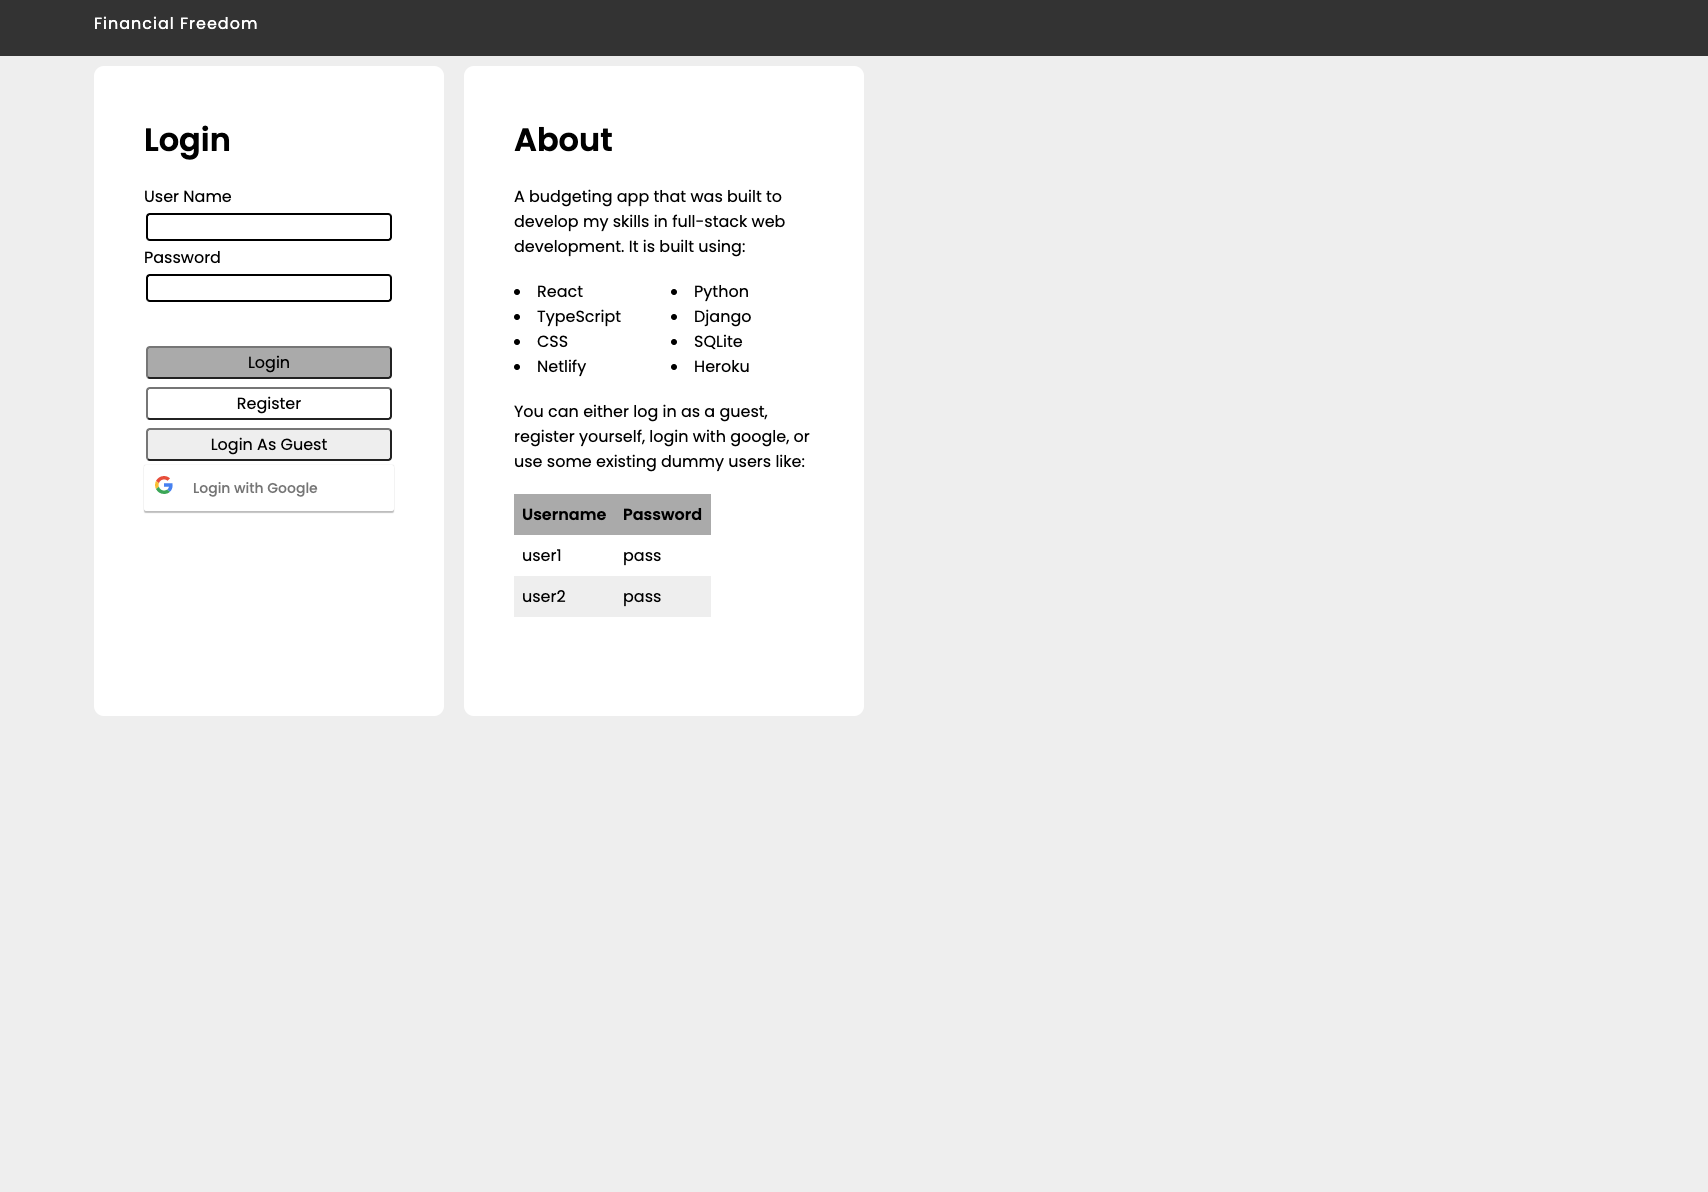 Financial Freedom
Login
User Name
Password
Login
Register
Login As Guest
Login with Google
About
A budgeting app that was built to
develop my skills in full-stack web
development. It is built using:
• React
• TypeScript
• CSS
• Netlify
• Python
• Django
• SQLite
• Heroku
You can either log in as a guest,
register yourself, login with google, or
use some existing dummy users like:
Username Password
user1 pass
user2 pass